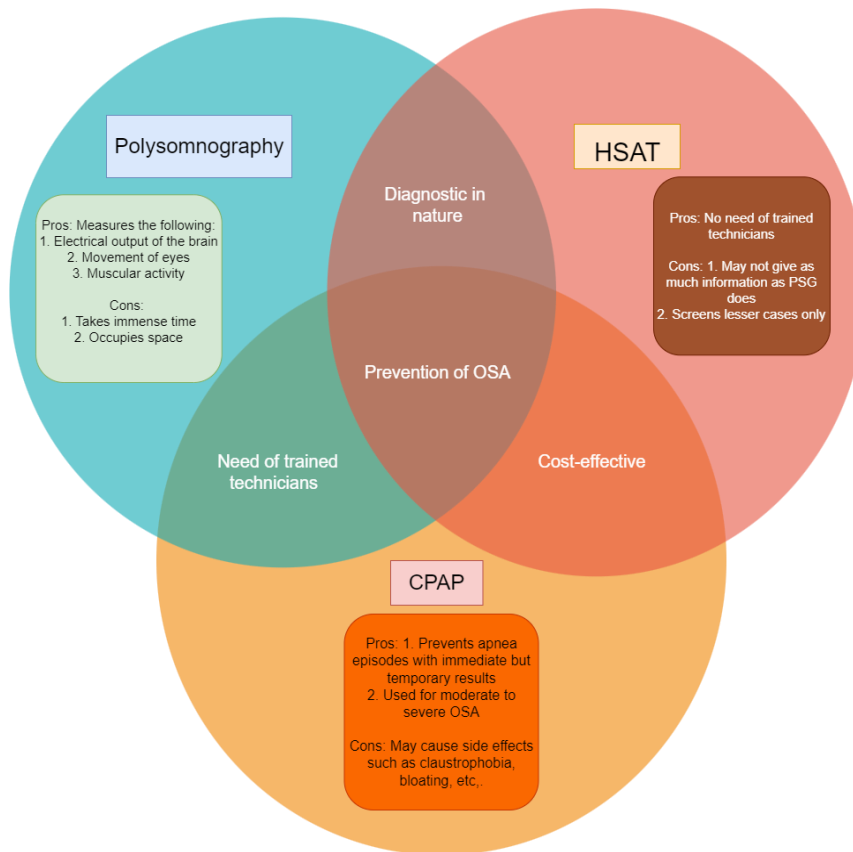 Polysomnography
HSAT
Diagnostic in
nature
Pros: Measures the following:
1. Electrical output of the brain
2. Movement of eyes
3. Muscular activity
Cons:
1. Takes immense time
2. Occupies space
Pros: No need of trained
technicians
Cons: 1. May not give as
much information as PSG
does
2. Screens lesser cases only
Prevention of OSA
Need of trained
technicians
Cost-effective
CPAP
Pros: 1. Prevents apnea
episodes with immediate but
temporary results
2. Used for moderate to
severe OSA
Cons: May cause side effects
such as claustrophobia,
bloating, etc,.